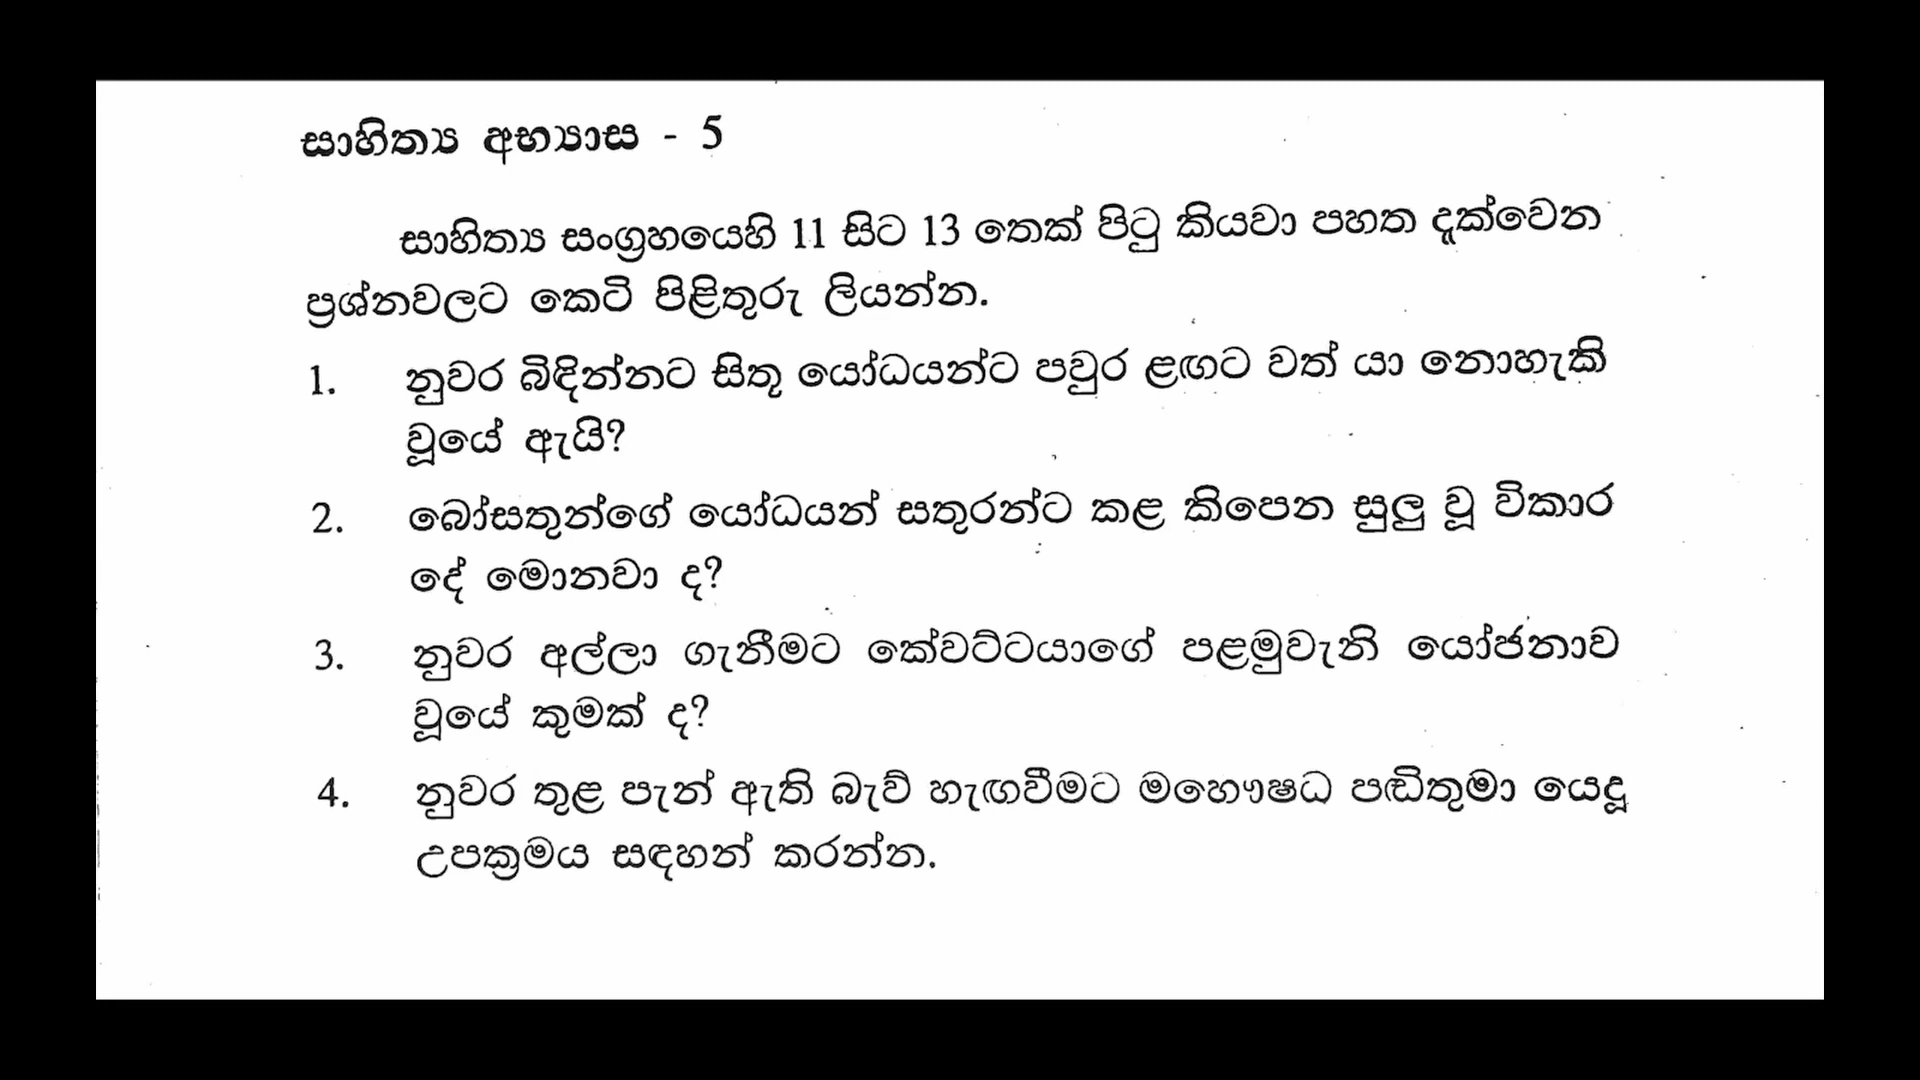 සාහිත්‍ය අභ්‍යාස - 5
සාහිත්‍ය සංග්‍රහයෙහි 11 සිට 13 තෙක් පිටු කියවා පහත දැක්වෙන
ප්‍රශ්නවලට කෙටි පිළිතුරු ලියන්න.
1. නුවර බිඳින්නට සිතූ යෝධයන්ට පවුර ළඟට වත් යා නොහැකි
වූයේ ඇයි?
2. බෝසතුන්ගේ යෝධයන් සතුරන්ට කළ කිපෙන සුලු වූ විකාර
දේ මොනවා ද?
3. නුවර අල්ලා ගැනීමට කේවට්ටයාගේ පළමුවැනි යෝජනාව
වූයේ කුමක් ද?
4. නුවර තුළ පැන් ඇති බැව් හැඟවීමට මහෞෂධ පඬිතුමා යෙදූ
උපක්‍රමය සඳහන් කරන්න.